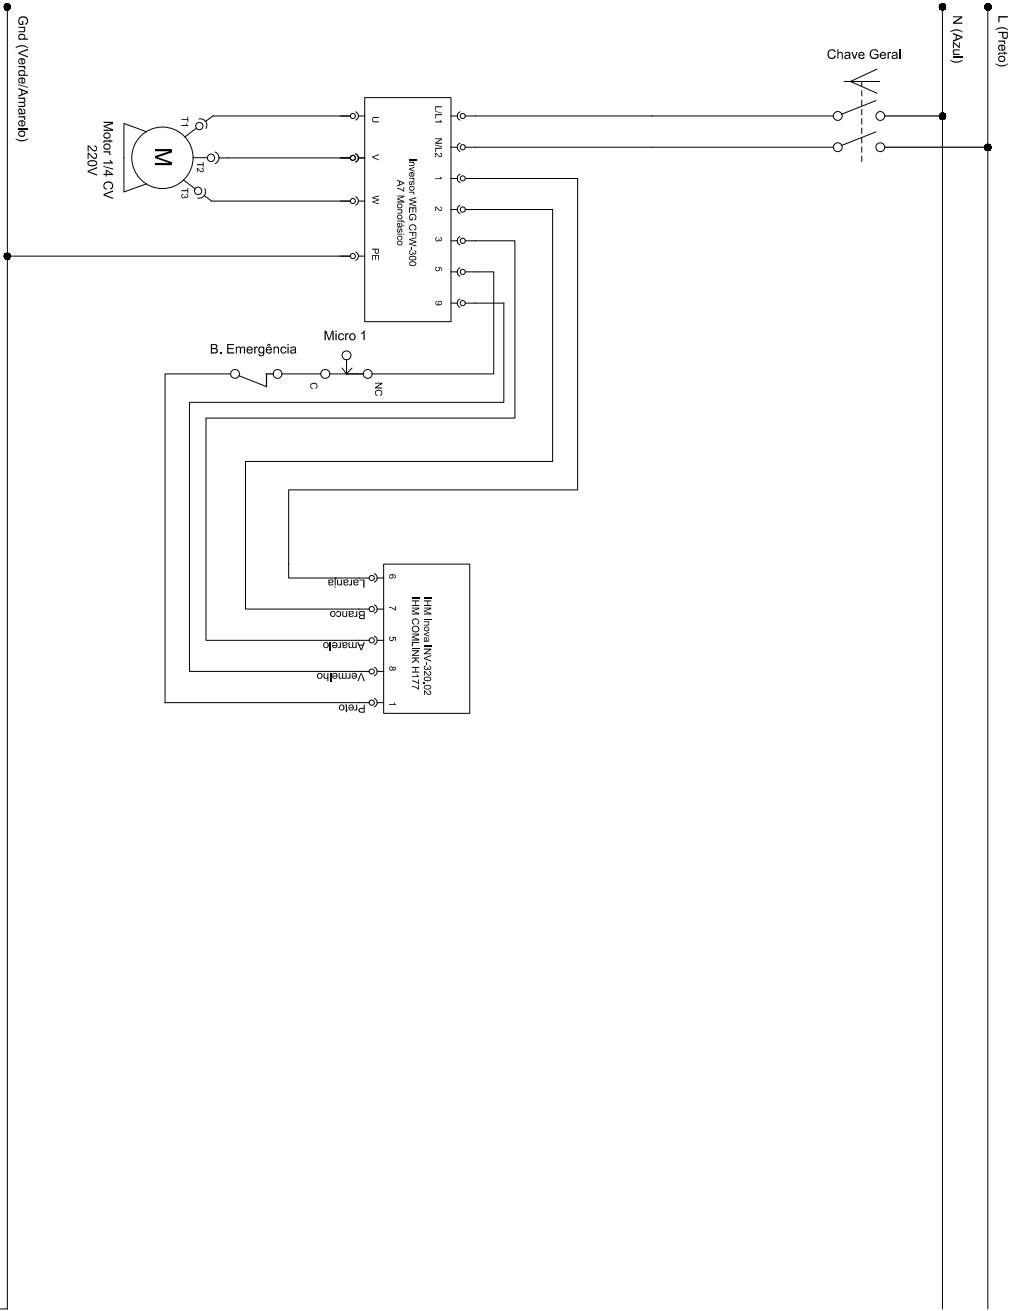 L (Preto)
N (Azul)
Chave Geral
Gnd (Verde/Amarelo)
L/L1
N/L2
1
2
3
5
9
Inversor WEG CFW-300
A7 Monofásico
U
V
W
PE
T1
T2
T3
M
Motor 1/4 CV
220V
Micro 1
B. Emergência
C
NC
IHM Inova INV-320.02
IHM COMLINK H177
6
7
5
8
1
Laranja
Branco
Amarelo
Vermelho
Preto